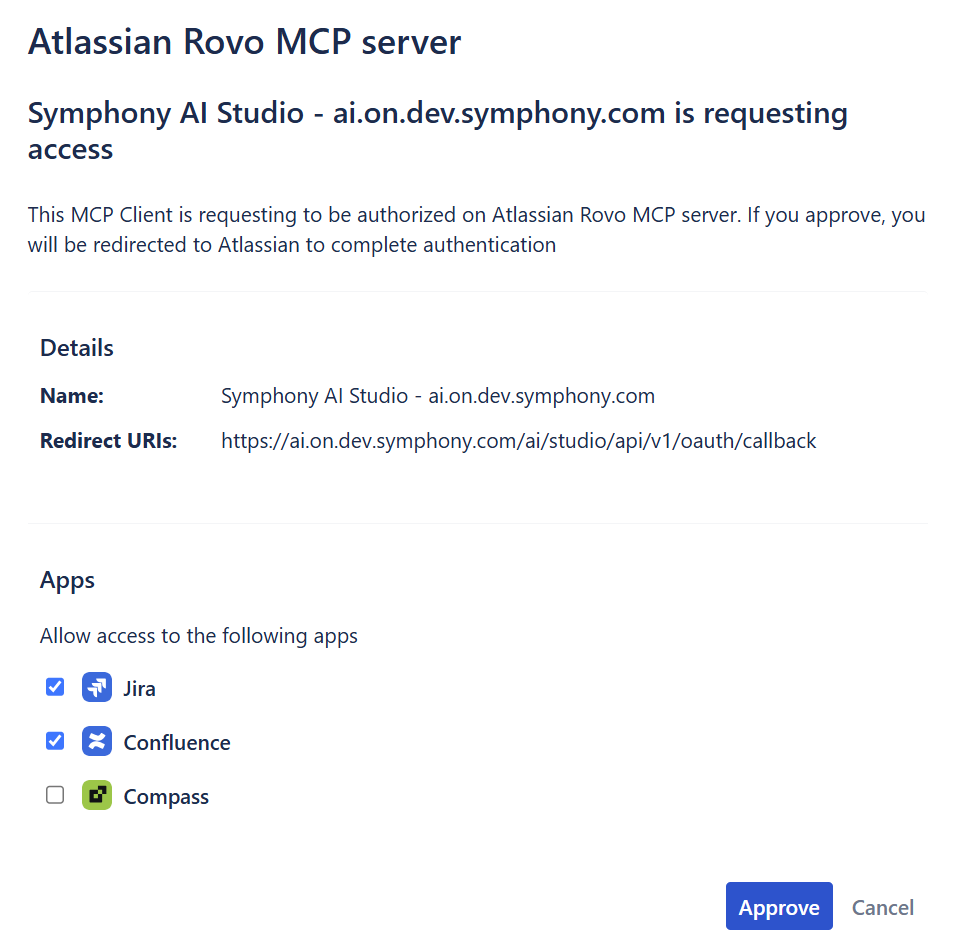 Atlassian Rovo MCP server
Symphony AI Studio - ai.on.dev.symphony.com is requesting
access
This MCP Client is requesting to be authorized on Atlassian Rovo MCP server. If you approve, you
will be redirected to Atlassian to complete authentication
Details
Name: Symphony AI Studio - ai.on.dev.symphony.com
Redirect URIs: https://ai.on.dev.symphony.com/ai/studio/api/v1/oauth/callback
Apps
Allow access to the following apps
Jira
Confluence
Compass
Approve Cancel